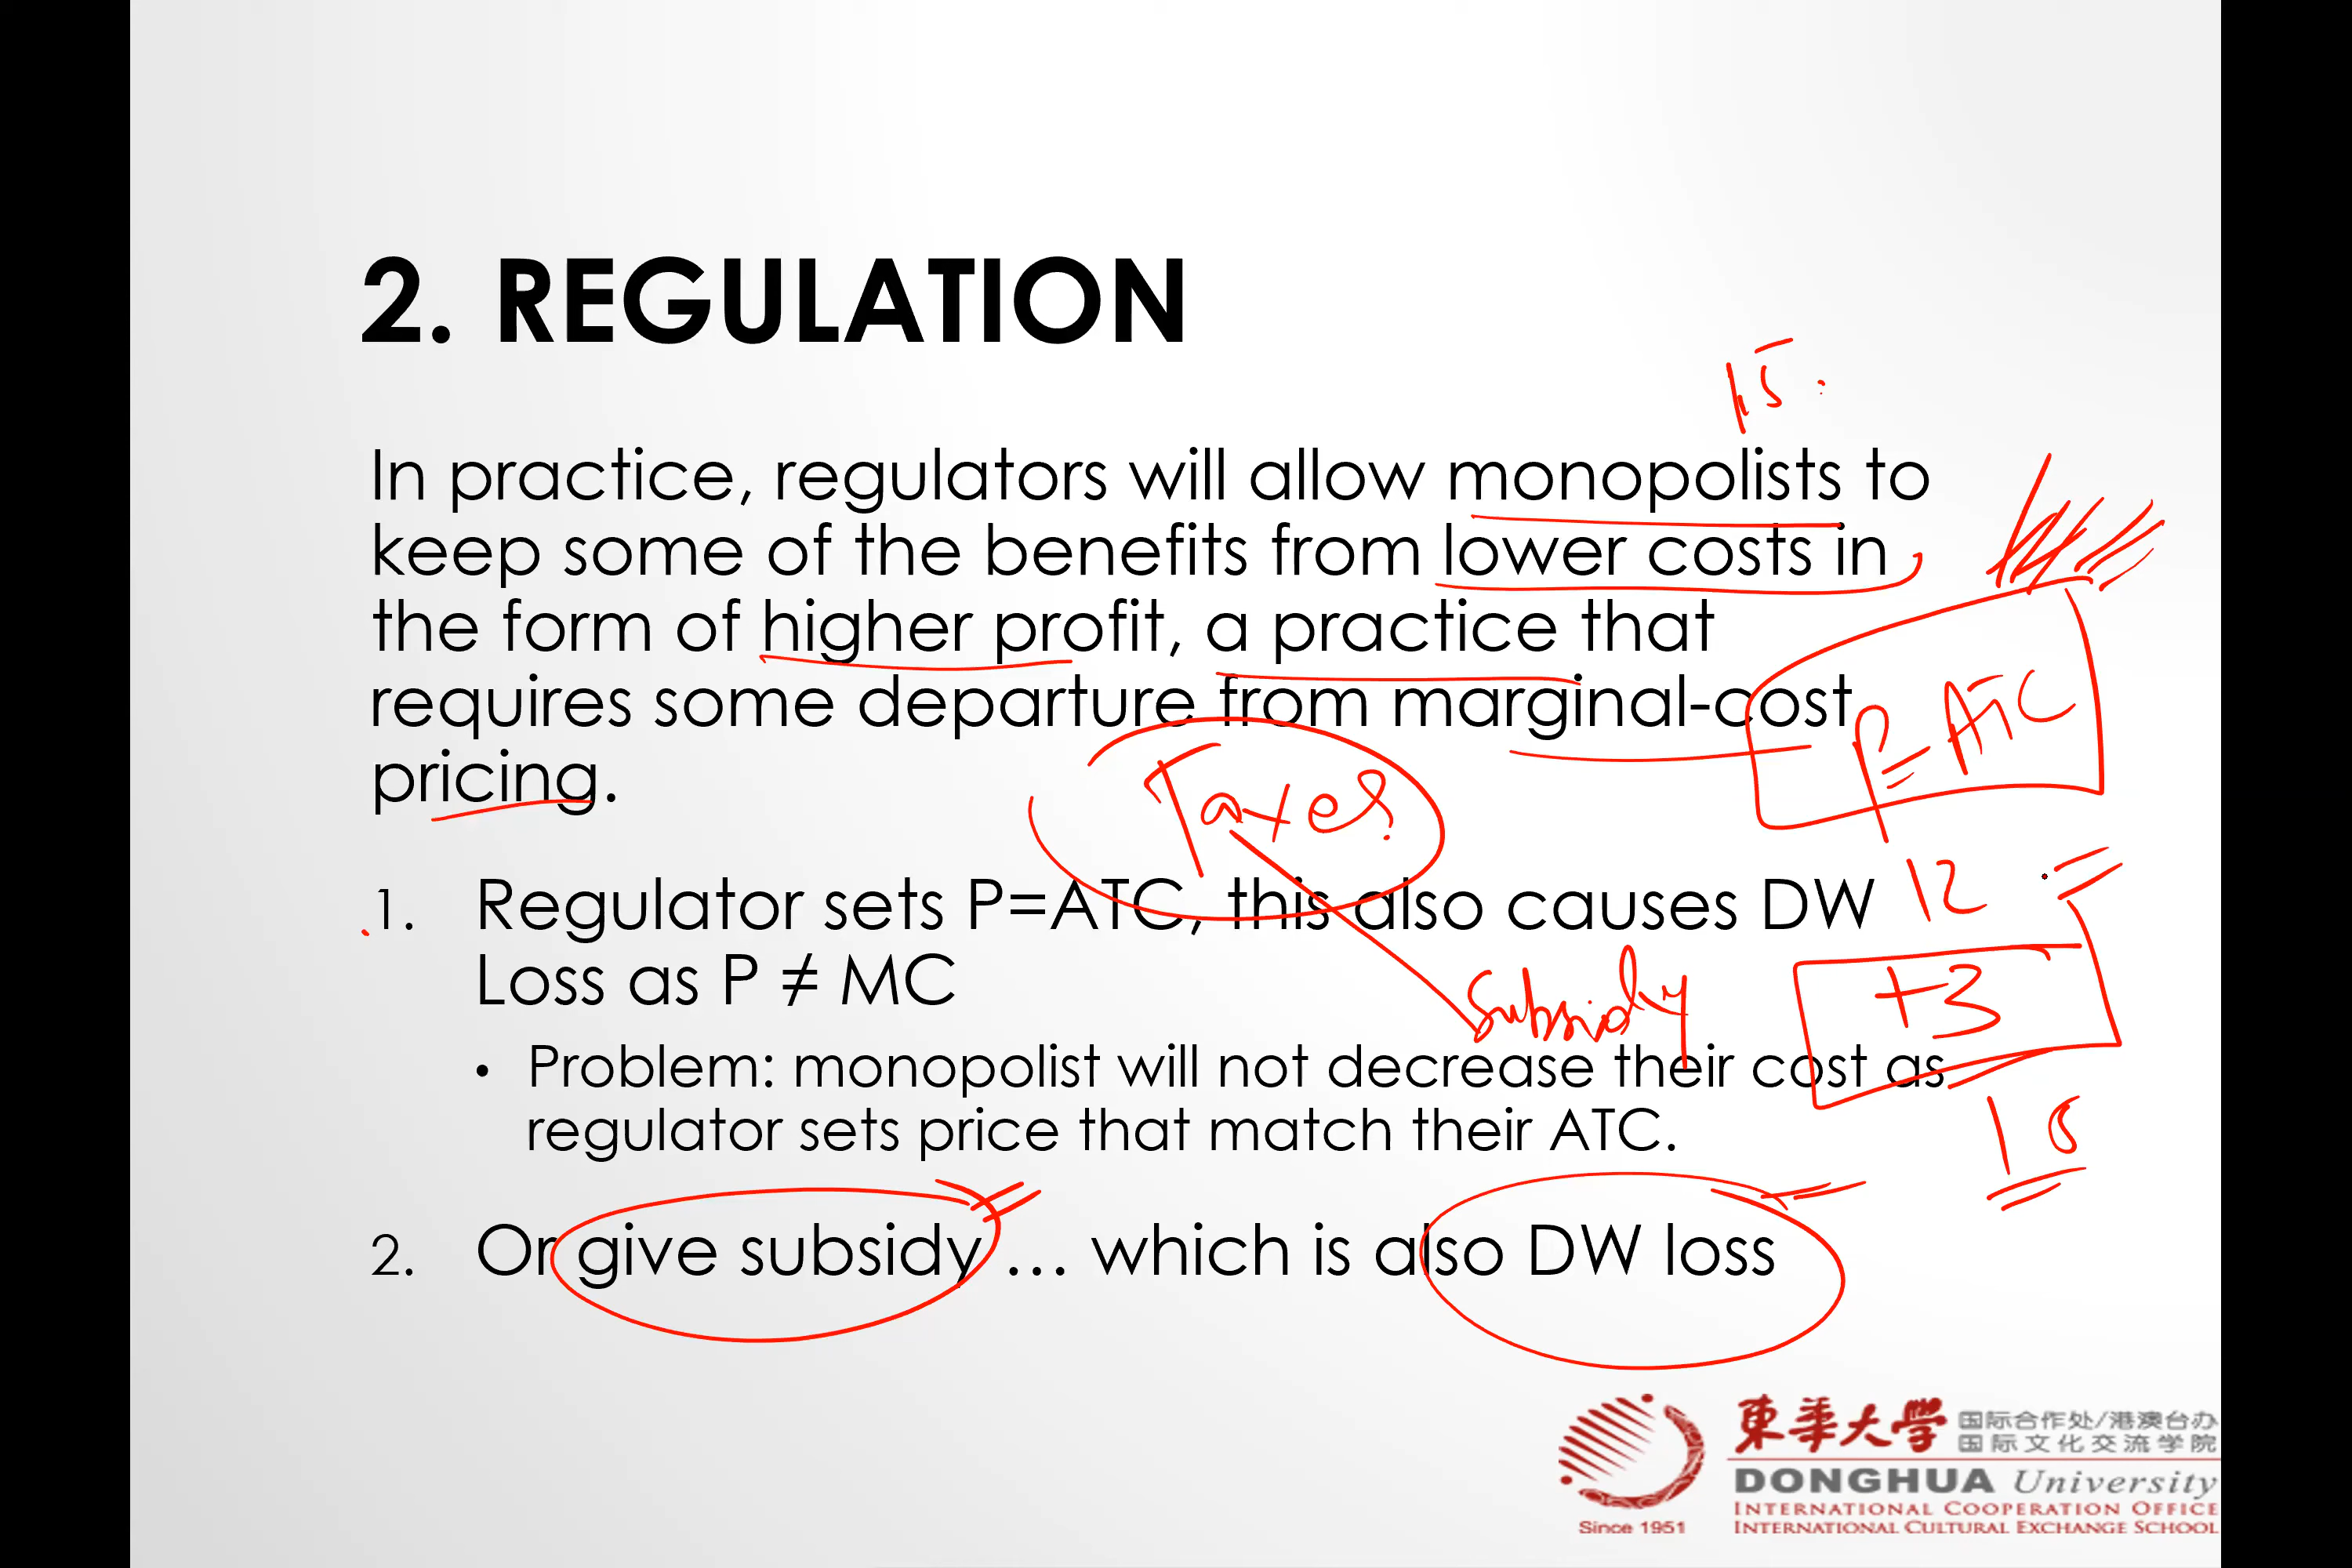 2. REGULATION
15
In practice, regulators will allow monopolists to
keep some of the benefits from lower costs in
the form of higher profit, a practice that
requires some departure from marginal-cost
pricing.
P=ATC
Taxes
1. Regulator sets P=ATC, this also causes DW
Loss as P ≠ MC
12
+3
Subsidy
• Problem: monopolist will not decrease their cost as
regulator sets price that match their ATC.
2. Or give subsidy ... which is also DW loss
東華大學
国际合作处/港澳台办
国际文化交流学院
DONGHUA University
INTERNATIONAL COOPERATION OFFICE
INTERNATIONAL CULTURAL EXCHANGE SCHOOL
Since 1951